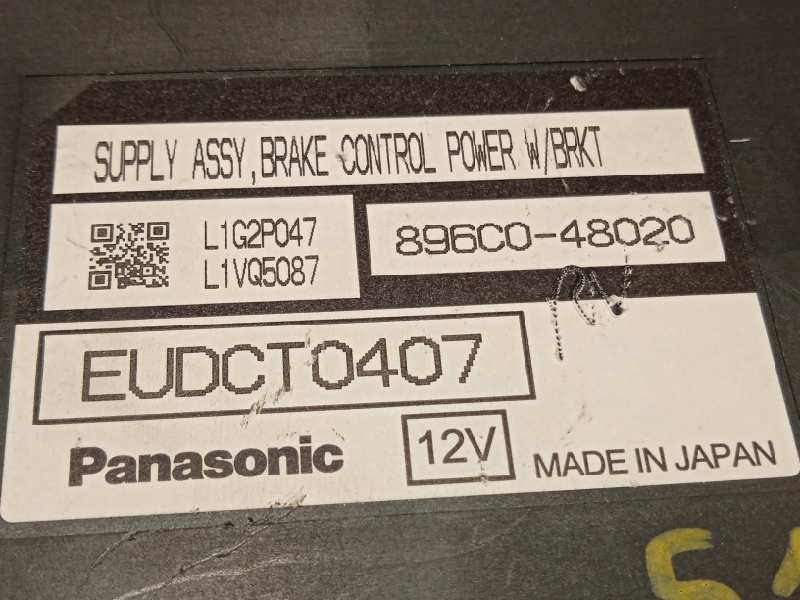 SUPPLY ASSY, BRAKE CONTROL POWER W/BRKT
L1G2P047
L1VQ5087
896C0-48020
EUDCT0407
Panasonic
12V
MADE IN JAPAN